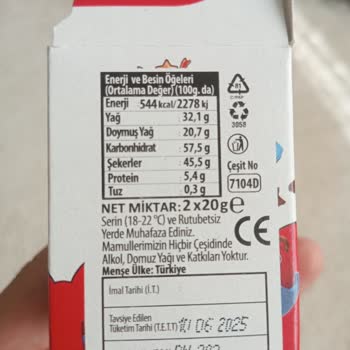 Enerji ve Besin Öğeleri
(Ortalama Değer) (100g. da)
Enerji 544 kcal/2278 kj
Yağ : 32,1 g
Doymuş Yağ : 20,7 g
Karbonhidrat : 57,5 g
Şekerler : 45,5 g
Protein : 5,4 g
Tuz : 0,3 g
3058
Çeşit No
7104D
NET MİKTAR: 2 x 20g e
Serin (18-22 °C) ve Rutubetsiz
Yerde Muhafaza Ediniz.
Mamullerimizin Hiçbir Çeşidinde
Alkol, Domuz Yağı ve Katkıları Yoktur.
Menşe Ülke: Türkiye
CE
İmal Tarihi (İ.T.)
Tavsiye Edilen
Tüketim Tarihi (T.E.T.T)
06 2025